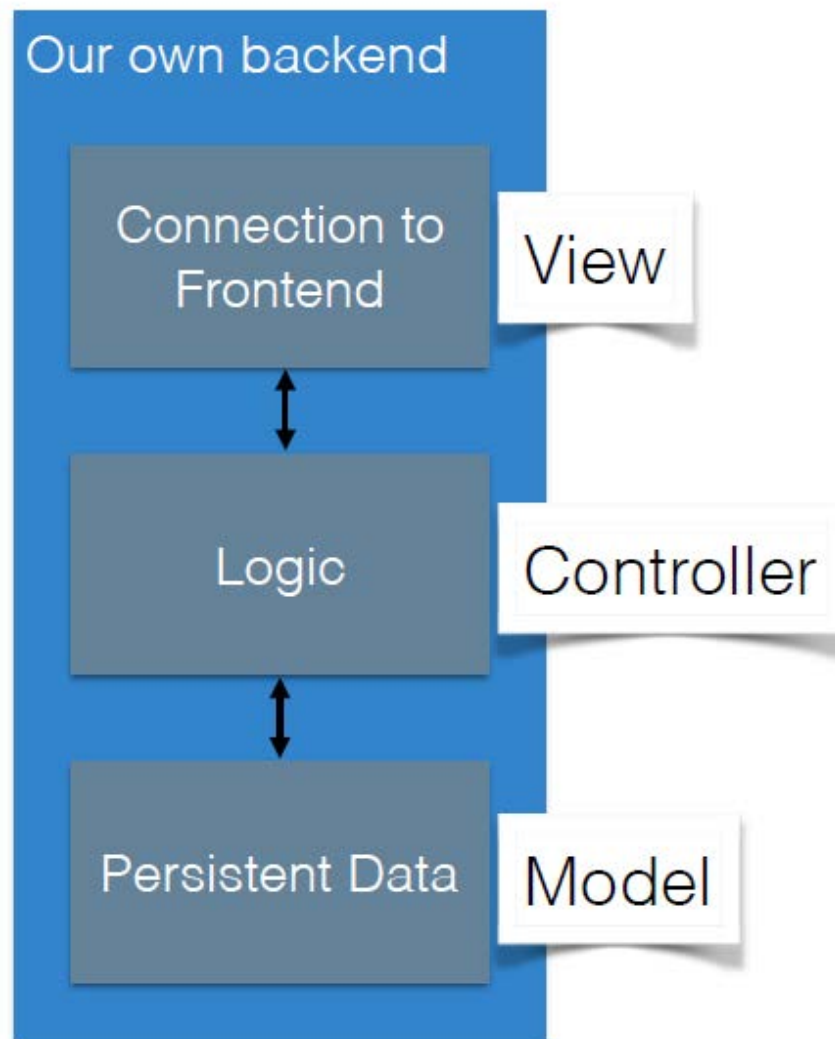 Our own backend
Connection to
Frontend
View
Logic
Controller
Persistent Data
Model